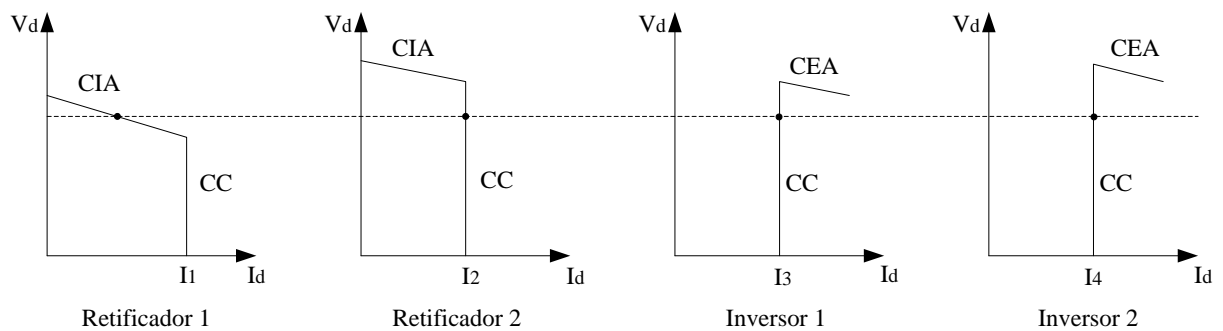 Vd
CIA
CC
I1
Id
Retificador 1
Vd
CIA
CC
I2
Id
Retificador 2
Vd
CEA
CC
I3
Id
Inversor 1
Vd
CEA
CC
I4
Id
Inversor 2